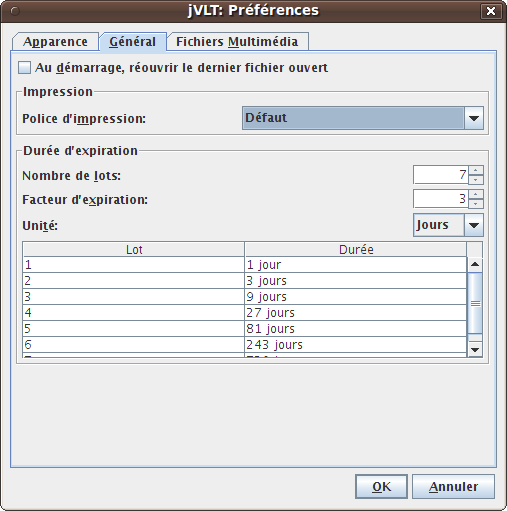 jVLT: Préférences
Apparence Général Fichiers Multimédia
Au démarrage, réouvrir le dernier fichier ouvert
Impression
Police d'impression: Défaut
Durée d'expiration
Nombre de lots: 7
Facteur d'expiration: 3
Unité: Jours
Lot Durée
1 1 jour
2 3 jours
3 9 jours
4 27 jours
5 81 jours
6 243 jours
OK Annuler